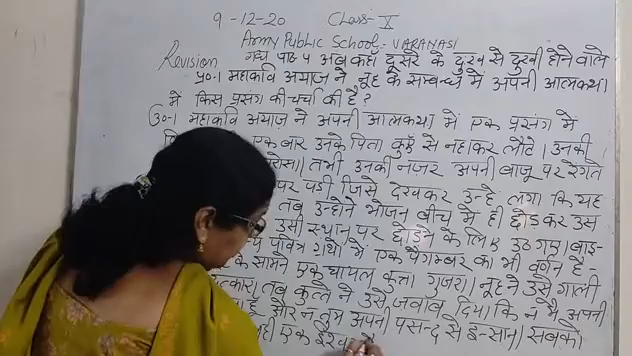 9-12-20 Class- X
Army Public School:- VARANASI
Revision गद्य पाठ 4 अब कहाँ दूसरे के दुख से दुखी होने वाले
प्र०-1 महाकवि अयाज़ ने नूह के सम्बन्ध में अपनी आत्मकथा
में किस प्रसंग की चर्चा की है?
उ०-1 महाकवि अयाज़ ने अपनी आत्मकथा में एक प्रसंग में
एक बार उनके पिता कुएँ से नहाकर लौटे। उनकी
तभी उनकी नजर अपनी बाजू पर रेंगते
पर पडी जिसे देखकर उन्हे लगा कि यह
तब उन्होने भोजन बीच में ही छोड कर उस
उसी स्थान पर छोडने के लिए उठ गए। बाइ-
पवित्र ग्रंथों में एक पैगम्बर का भी वर्णन है-
के सामने एक घायल कुत्ता गुजरा। नूह ने उसे गाली
तब कुत्ते ने उसे जवाब दिया कि न मै अपनी
और न तुम अपनी पसन्द से इन्सान। सबको
वही एक ईश्व